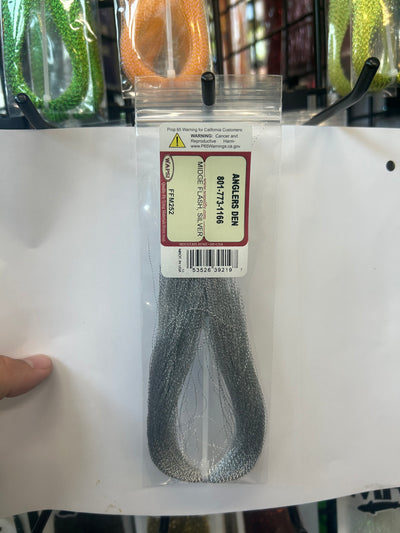 Prop 65 Warning for California Customers:
WARNING: Cancer and
Reproductive Harm-
www.P65Warnings.ca.gov
WAPSI
ANGLERS DEN
801-773-1166
MIDGE FLASH, SILVER
FFM252
MADE IN USA
53526 39219